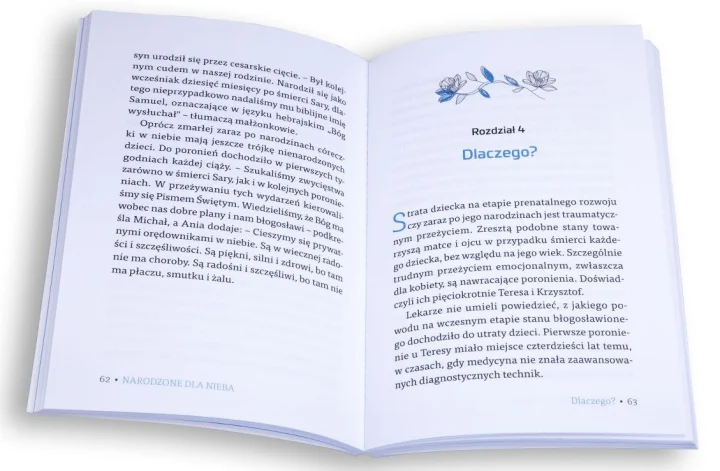 syn urodził się przez cesarskie cięcie. – Był kolej-
nym cudem w naszej rodzinie. Narodził się jako
wcześniak dziesięć miesięcy po śmierci Sary, dla-
tego nieprzypadkowo nadaliśmy mu biblijne imię
Samuel, oznaczające w języku hebrajskim „Bóg
wysłuchał” – tłumaczą małżonkowie.
Oprócz zmarłej zaraz po narodzinach córecz-
ki w niebie mają jeszcze trójkę nienarodzonych
dzieci. Do poronień dochodziło w pierwszych ty-
godniach każdej ciąży. – Szukaliśmy zwycięstwa
zarówno w śmierci Sary, jak i w kolejnych poronie-
niach. W przeżywaniu tych wydarzeń kierowali-
śmy się Pismem Świętym. Wiedzieliśmy, że Bóg ma
wobec nas dobre plany i nam błogosławi – podkre-
śla Michał, a Ania dodaje: – Cieszymy się prywat-
nymi orędownikami w niebie. Są w wiecznej rado-
ści i szczęśliwości. Są piękni, silni i zdrowi, bo tam
nie ma choroby. Są radośni i szczęśliwi, bo tam nie
ma płaczu, smutku i żalu.
62 • NARODZONE DLA NIEBA
Rozdział 4
Dlaczego?
Strata dziecka na etapie prenatalnego rozwoju
czy zaraz po jego narodzinach jest traumatycz-
nym przeżyciem. Zresztą podobne stany towa-
rzyszą matce i ojcu w przypadku śmierci każde-
go dziecka, bez względu na jego wiek. Szczególnie
trudnym przeżyciem emocjonalnym, zwłaszcza
dla kobiety, są nawracające poronienia. Doświad-
czyli ich pięciokrotnie Teresa i Krzysztof.
Lekarze nie umieli powiedzieć, z jakiego po-
wodu na wczesnym etapie stanu błogosławione-
go dochodziło do utraty dzieci. Pierwsze poronie-
nie u Teresy miało miejsce czterdzieści lat temu,
w czasach, gdy medycyna nie znała zaawansowa-
nych diagnostycznych technik.
Dlaczego? • 63